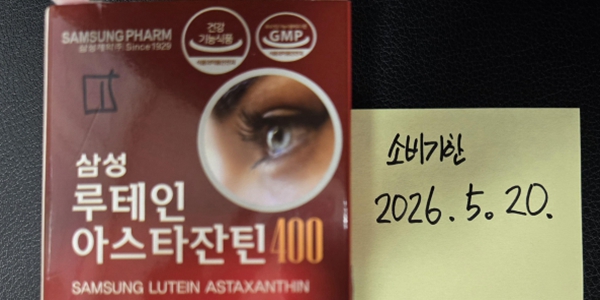 SAMSUNG PHARM
삼성제약주 Since1929
건강
기능식품
GMP
삼성
루테인
아스타잔틴400
SAMSUNG LUTEIN ASTAXANTHIN
소비기한
2026.5.20.